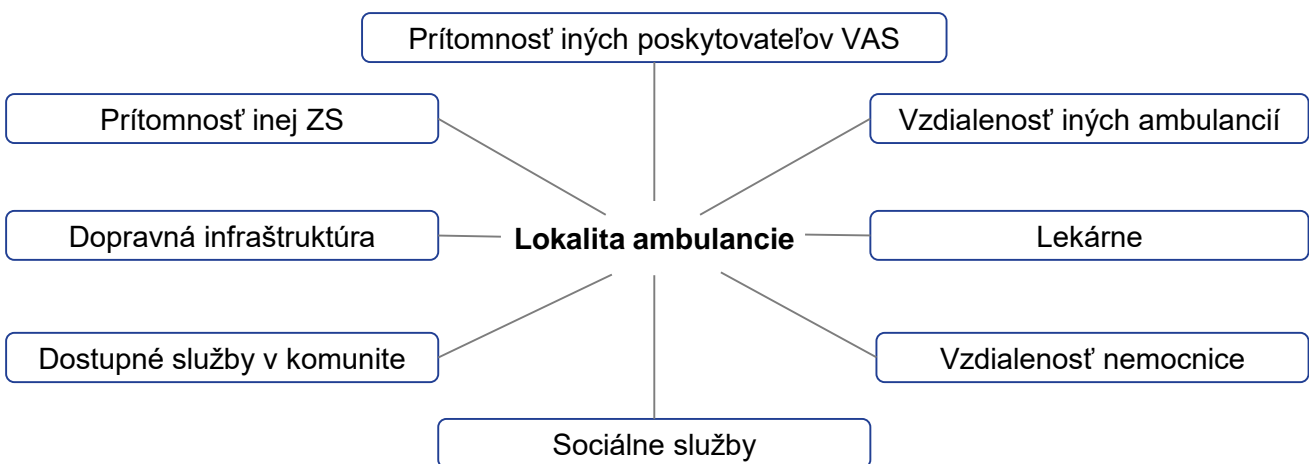 Prítomnosť iných poskytovateľov VAS
Prítomnosť inej ZS
Vzdialenosť iných ambulancií
Dopravná infraštruktúra
Lokalita ambulancie
Lekárne
Dostupné služby v komunite
Vzdialenosť nemocnice
Sociálne služby